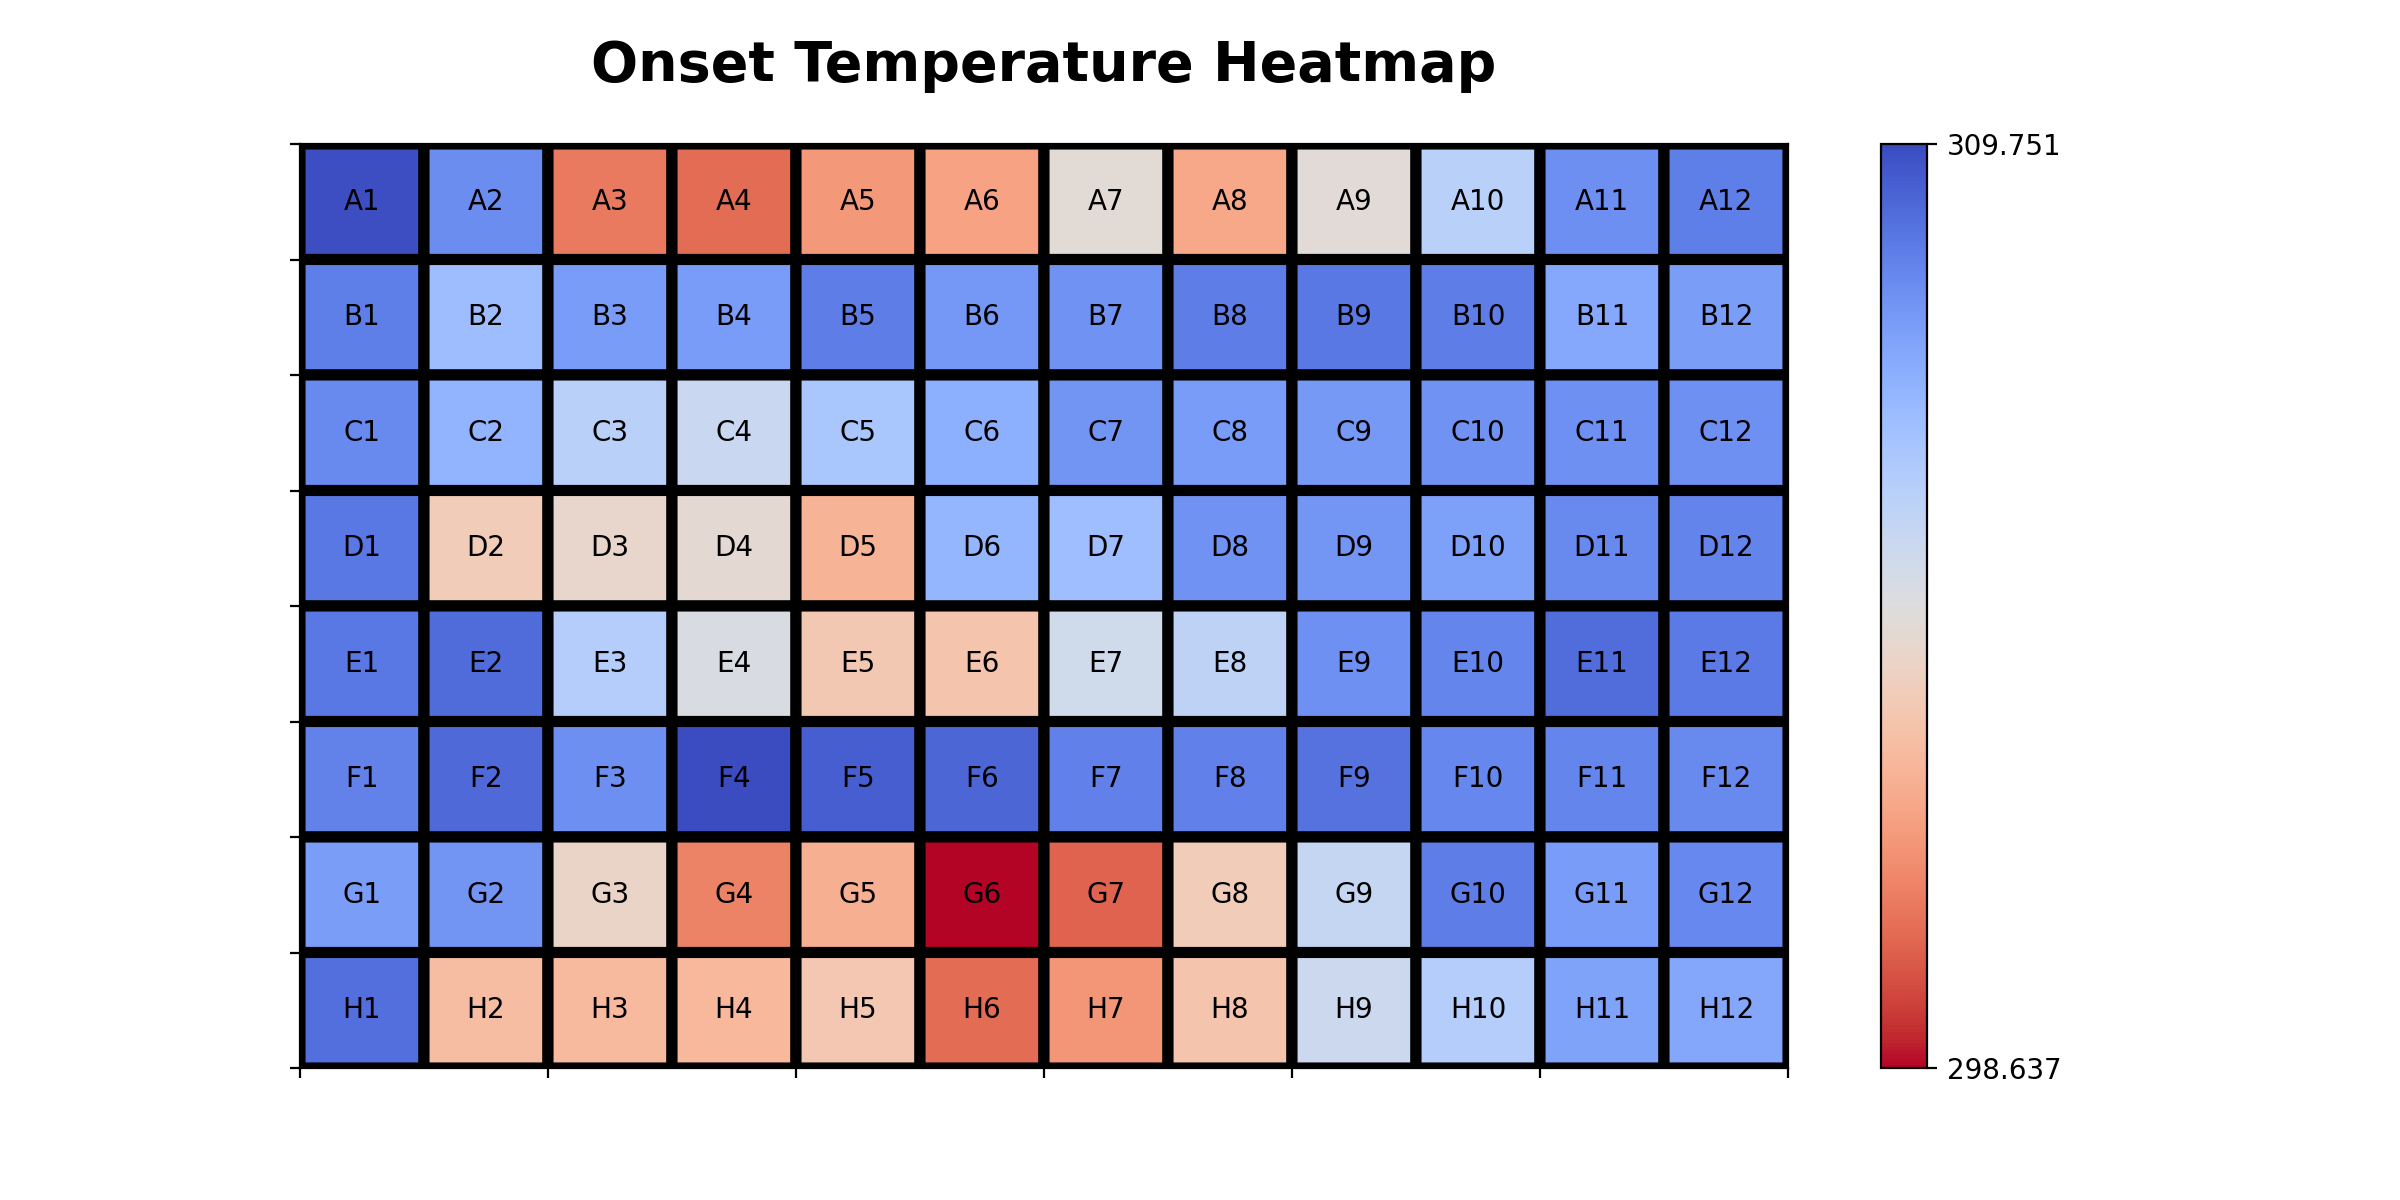 Onset Temperature Heatmap
309.751
A1 A2 A3 A4 A5 A6 A7 A8 A9 A10 A11 A12
B1 B2 B3 B4 B5 B6 B7 B8 B9 B10 B11 B12
C1 C2 C3 C4 C5 C6 C7 C8 C9 C10 C11 C12
D1 D2 D3 D4 D5 D6 D7 D8 D9 D10 D11 D12
E1 E2 E3 E4 E5 E6 E7 E8 E9 E10 E11 E12
F1 F2 F3 F4 F5 F6 F7 F8 F9 F10 F11 F12
G1 G2 G3 G4 G5 G6 G7 G8 G9 G10 G11 G12
H1 H2 H3 H4 H5 H6 H7 H8 H9 H10 H11 H12
298.637